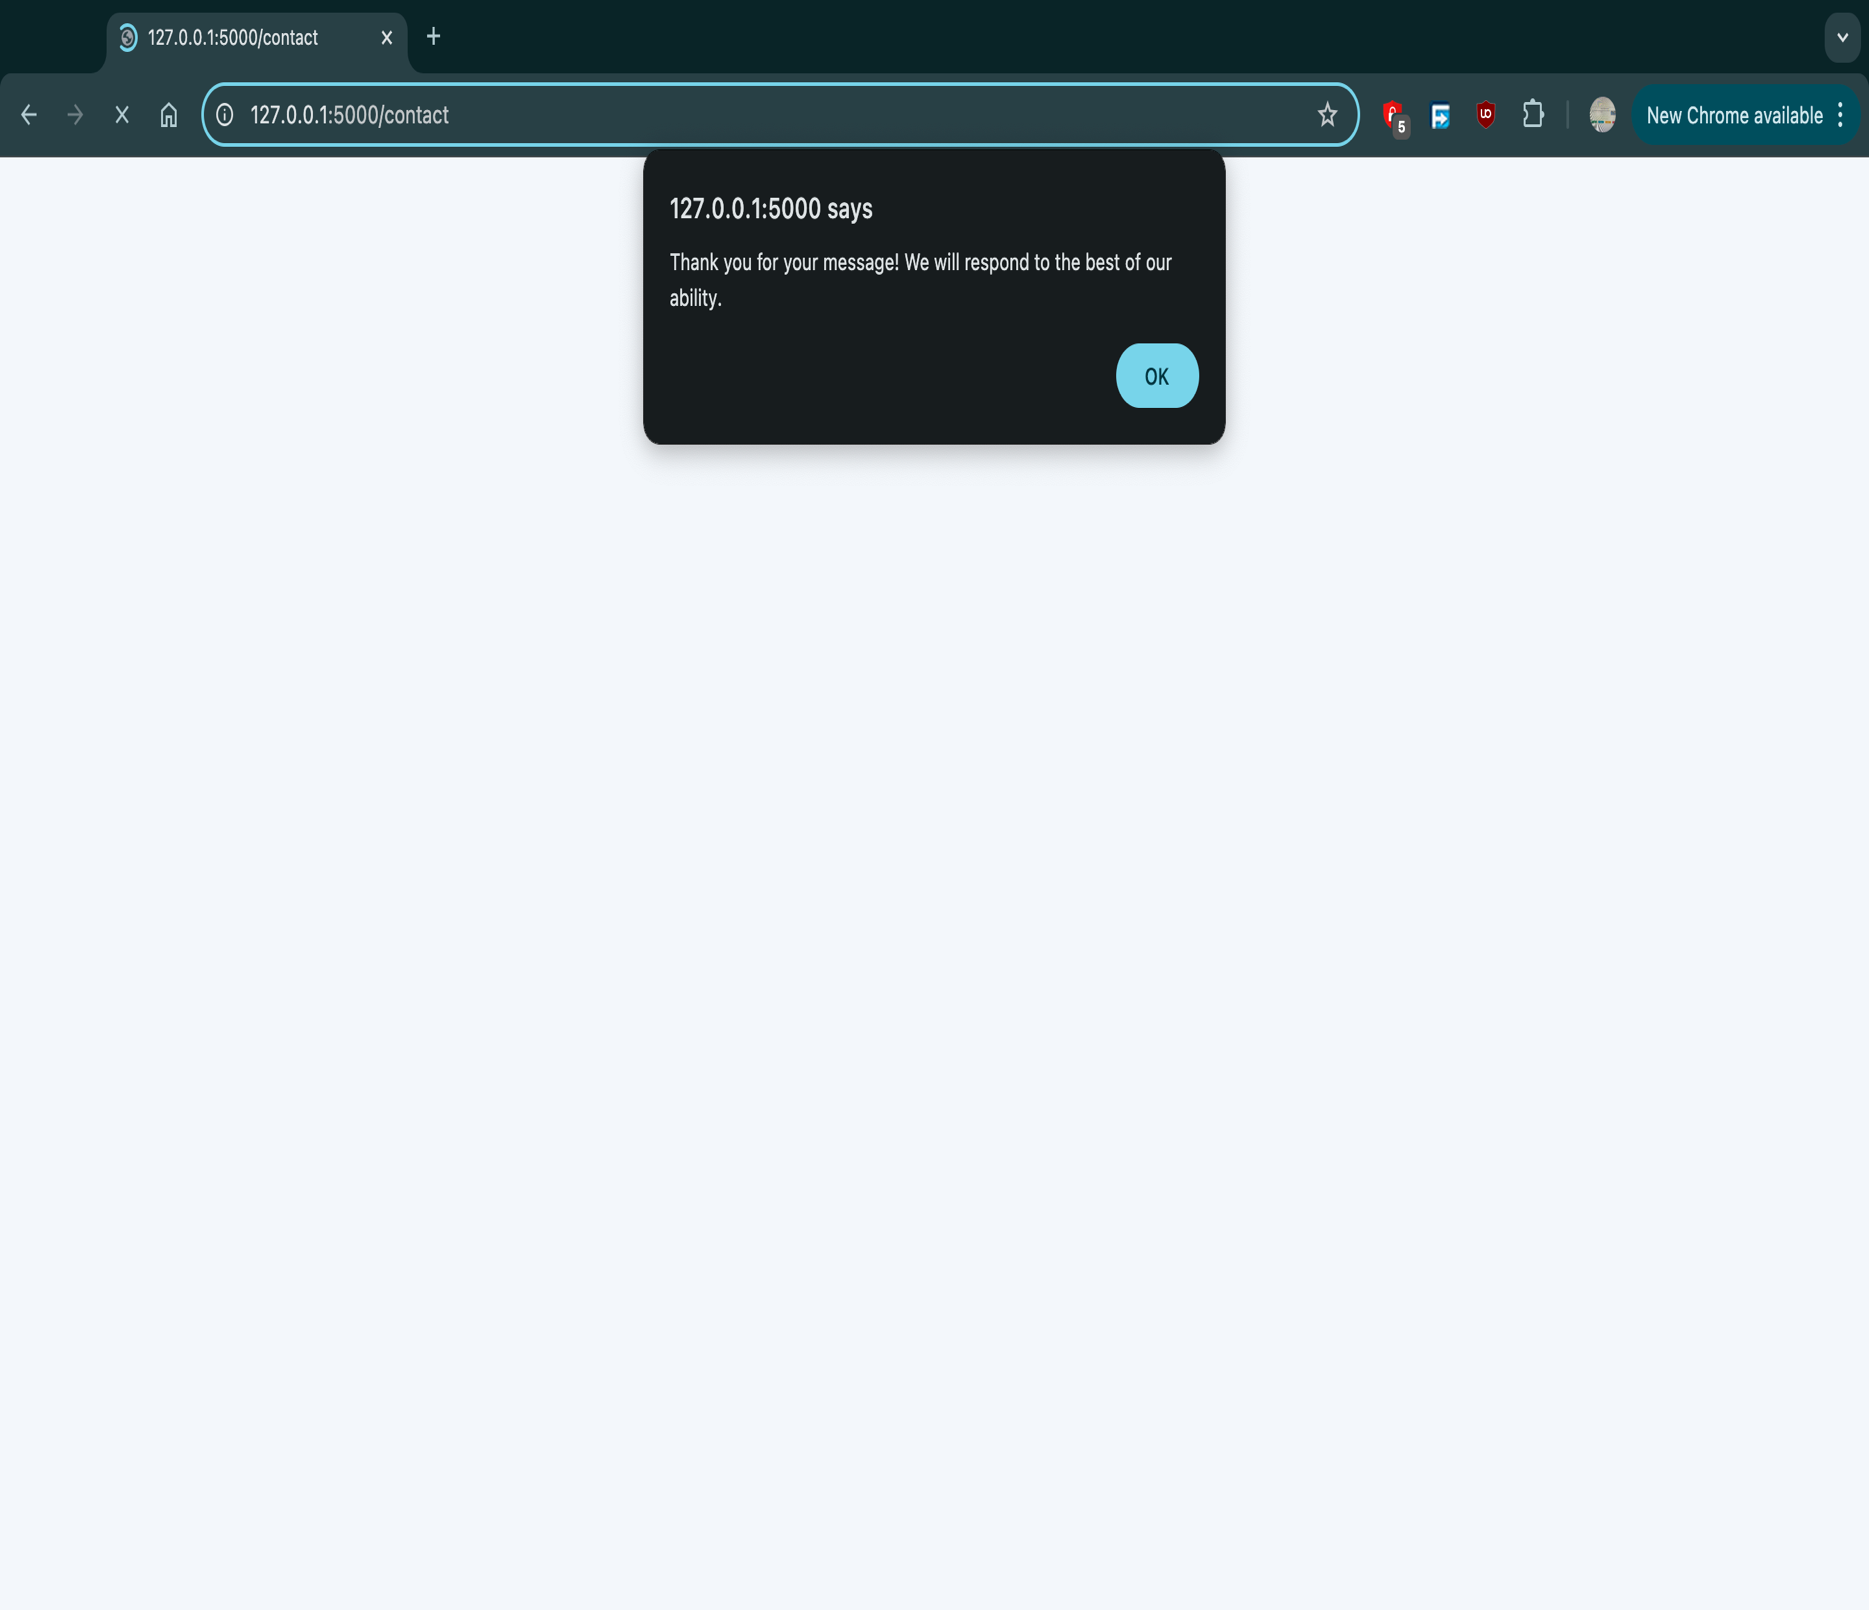 127.0.0.1:5000/contact
127.0.0.1:5000/contact
5
New Chrome available
127.0.0.1:5000 says
Thank you for your message! We will respond to the best of our
ability.
OK